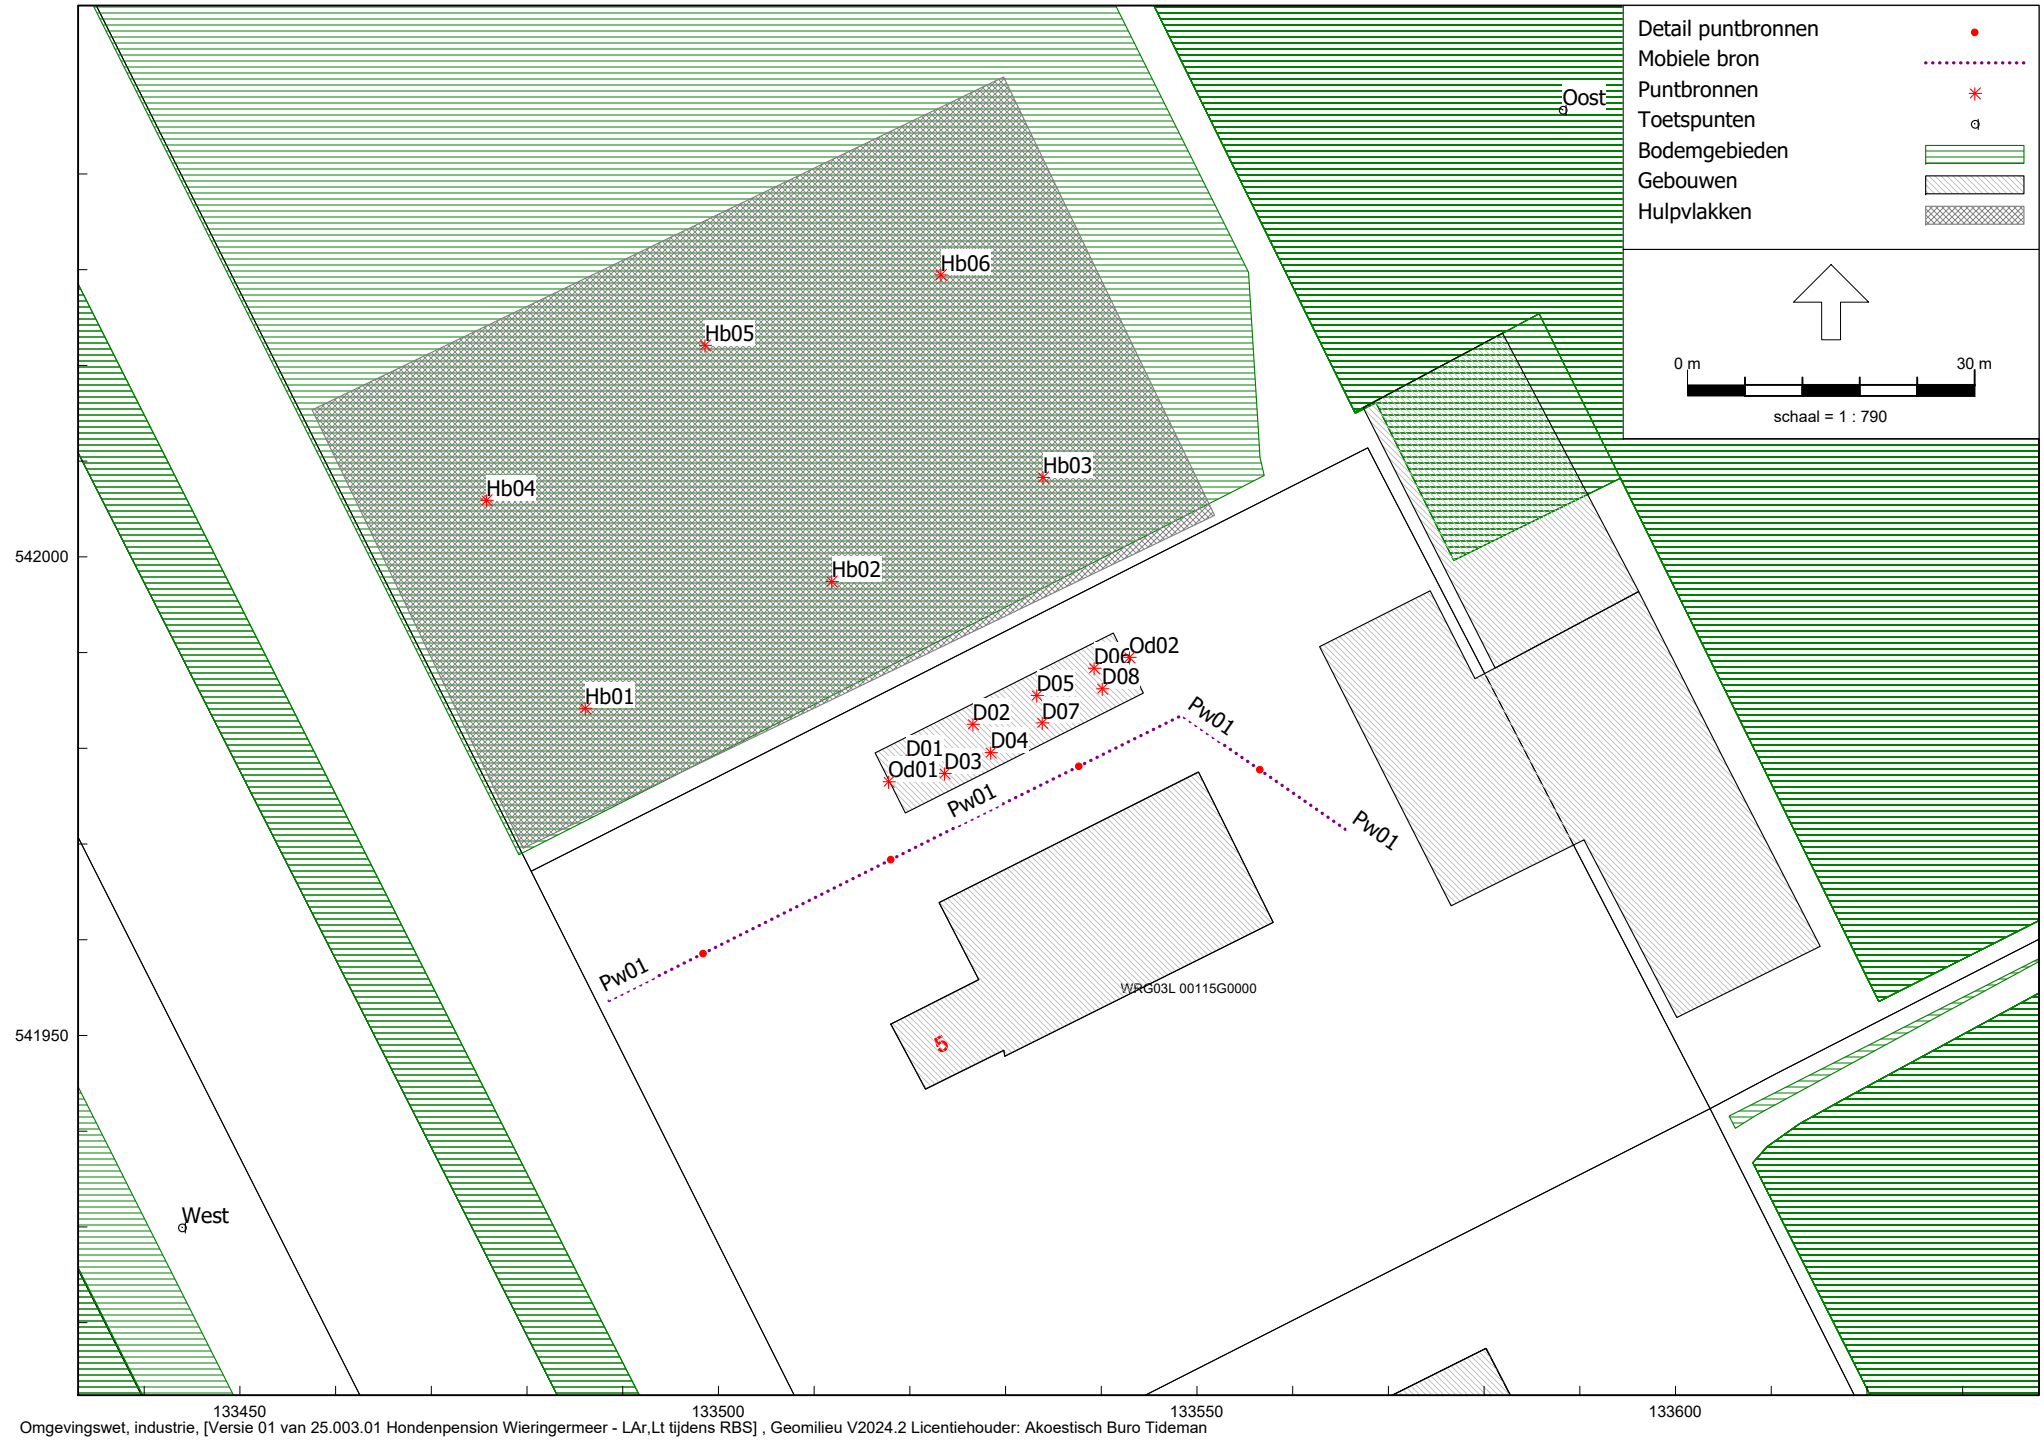 Detail puntbronnen
Mobiele bron
Puntbronnen
Toetspunten
Bodemgebieden
Gebouwen
Hulpvlakken
0 m 30 m
schaal = 1 : 790
Oost
Hb06
Hb05
Hb03
Hb04
Hb02
Hb01
542000
Od02
D06
D08
D05
D07
D02
D04
D01
D03
Od01
Pw01
Pw01
Pw01
Pw01
WRG03L 00115G0000
5
541950
West
133450 133500 133550 133600
Omgevingswet, industrie, [Versie 01 van 25.003.01 Hondenpension Wieringermeer - LAr,Lt tijdens RBS] , Geomilieu V2024.2 Licentiehouder: Akoestisch Buro Tideman